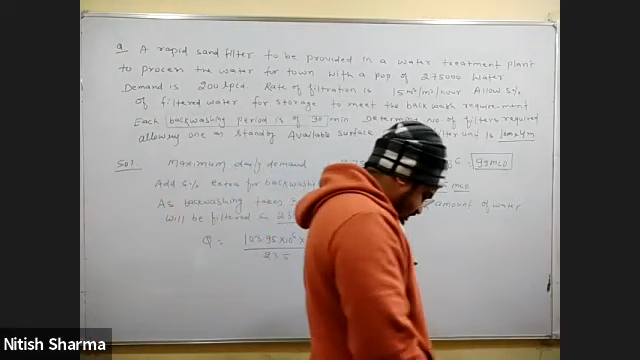 Q. A rapid sand filter to be provided in a water treatment plant
to process the water for town with a pop of 275000 Water
Demand is 200 lpcd. Rate of filtration is 15 m³/m²/hour Allow 5%
of filtered water for storage to meet the backwash requirement
Each backwashing period is of 30 min Determine no. of filters required
allowing one as standby Available surface filter unit is 10m x 4m
Sol. Maximum daily demand = 99 MLD
Add 5% extra for backwashing MLD
As backwashing takes amount of water
Will be filtered in 23.5
Q = 103.95 x 10⁶ x
23.5
Nitish Sharma